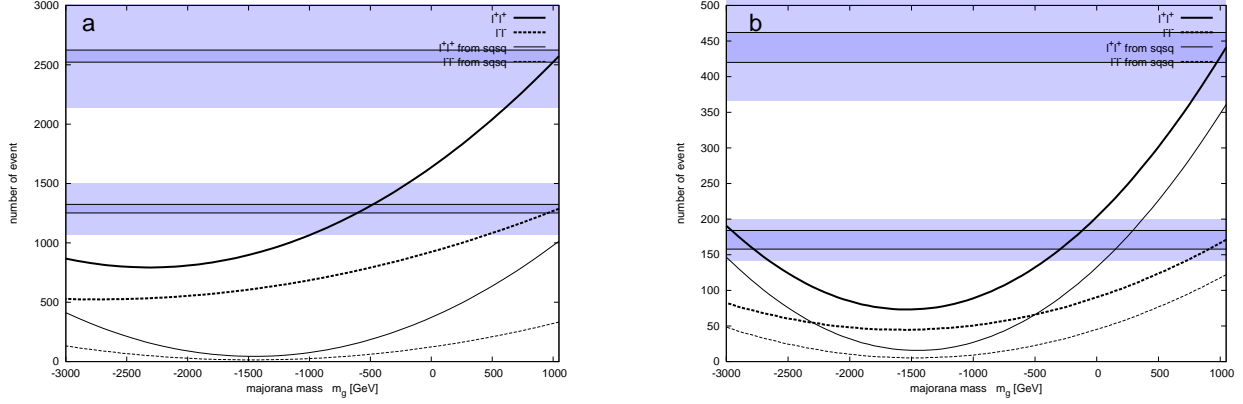 a
l⁺l⁺
l⁻l⁻
l⁺l⁺ from sqsq
l⁻l⁻ from sqsq
3000
2500
2000
1500
1000
500
0
number of event
-3000 -2500 -2000 -1500 -1000 -500 0 500 1000
majorana mass m_g [GeV]
b
l⁺l⁺
l⁻l⁻
l⁺l⁺ from sqsq
l⁻l⁻ from sqsq
500
450
400
350
300
250
200
150
100
50
0
number of event
-3000 -2500 -2000 -1500 -1000 -500 0 500 1000
majorana mass m_g [GeV]